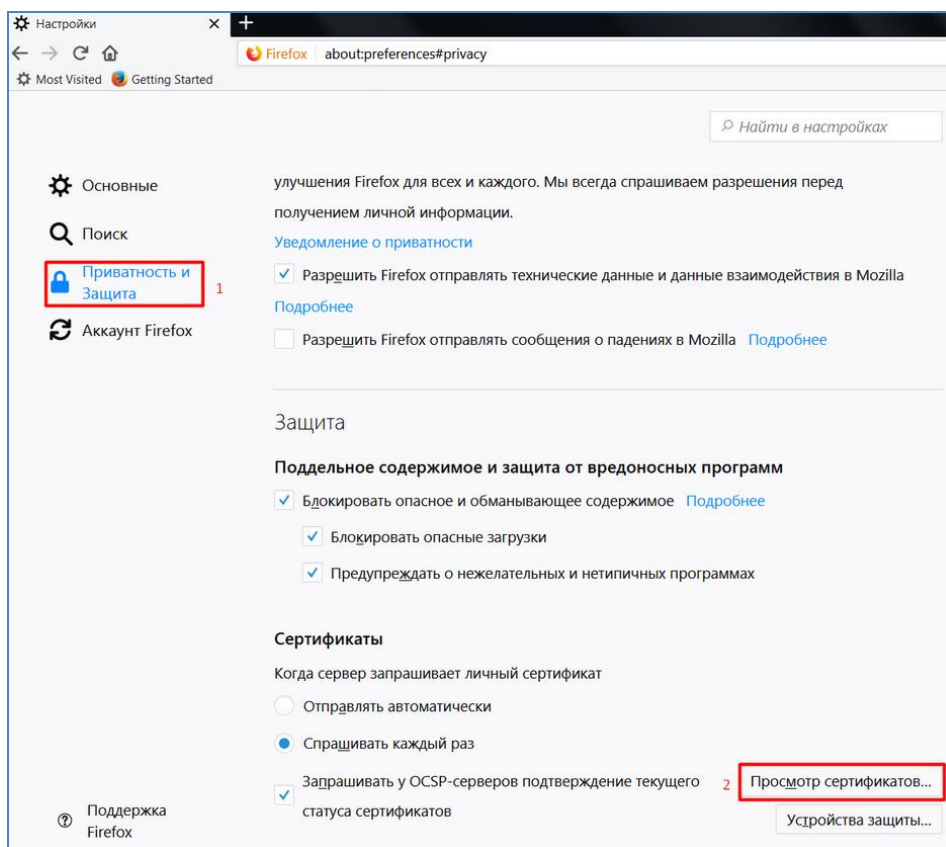 Настройки
Firefox about:preferences#privacy
Most Visited Getting Started
Найти в настройках
Основные
Поиск
Приватность и
Защита
1
Аккаунт Firefox
улучшения Firefox для всех и каждого. Мы всегда спрашиваем разрешения перед
получением личной информации.
Уведомление о приватности
Разрешить Firefox отправлять технические данные и данные взаимодействия в Mozilla
Подробнее
Разрешить Firefox отправлять сообщения о падениях в Mozilla Подробнее
Защита
Поддельное содержимое и защита от вредоносных программ
Блокировать опасное и обманывающее содержимое Подробнее
Блокировать опасные загрузки
Предупреждать о нежелательных и нетипичных программах
Сертификаты
Когда сервер запрашивает личный сертификат
Отправлять автоматически
Спрашивать каждый раз
Запрашивать у OCSP-серверов подтверждение текущего
статуса сертификатов
2 Просмотр сертификатов...
Устройства защиты...
Поддержка
Firefox